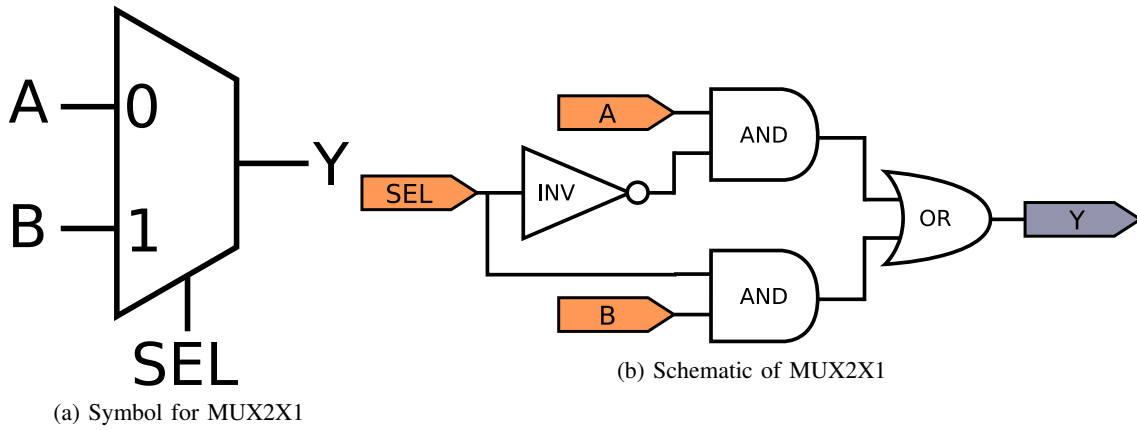 A
0
B
1
Y
SEL
(a) Symbol for MUX2X1
A
AND
SEL
INV
OR
Y
AND
B
(b) Schematic of MUX2X1